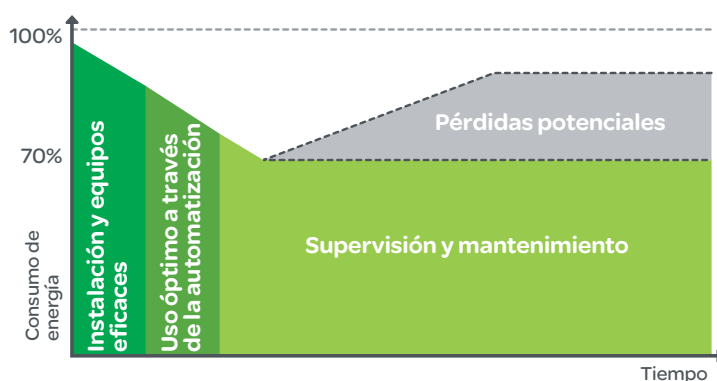 100%
70%
Consumo de
energía
Instalación y equipos
eficaces
Uso óptimo a través
de la automatización
Pérdidas potenciales
Supervisión y mantenimiento
Tiempo